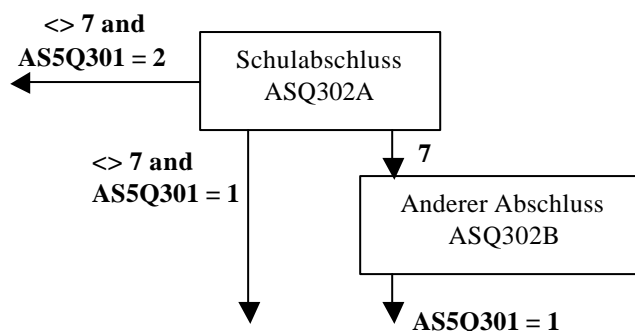 <> 7 and
AS5Q301 = 2
Schulabschluss
ASQ302A
<> 7 and
AS5Q301 = 1
7
Anderer Abschluss
ASQ302B
AS5Q301 = 1